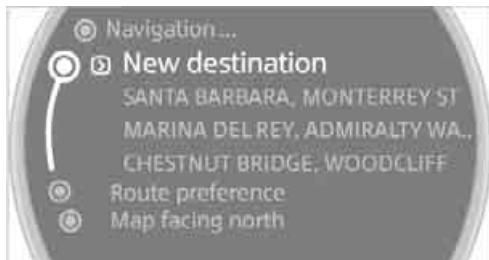 Navigation...
New destination
SANTA BARBARA, MONTERREY ST
MARINA DEL REY, ADMIRALTY WA..
CHESTNUT BRIDGE, WOODCLIFF
Route preference
Map facing north